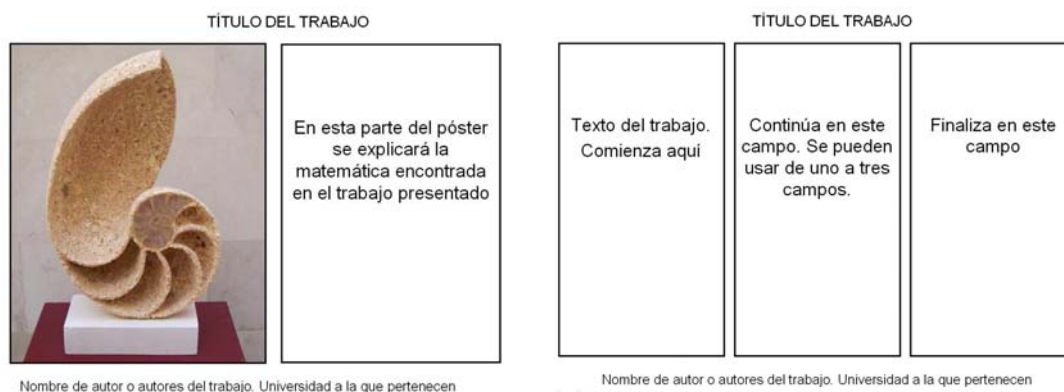 TÍTULO DEL TRABAJO
En esta parte del póster
se explicará la
matemática encontrada
en el trabajo presentado
Nombre de autor o autores del trabajo. Universidad a la que pertenecen
TÍTULO DEL TRABAJO
Texto del trabajo.
Comienza aquí
Continúa en este
campo. Se pueden
usar de uno a tres
campos.
Finaliza en este
campo
Nombre de autor o autores del trabajo. Universidad a la que pertenecen